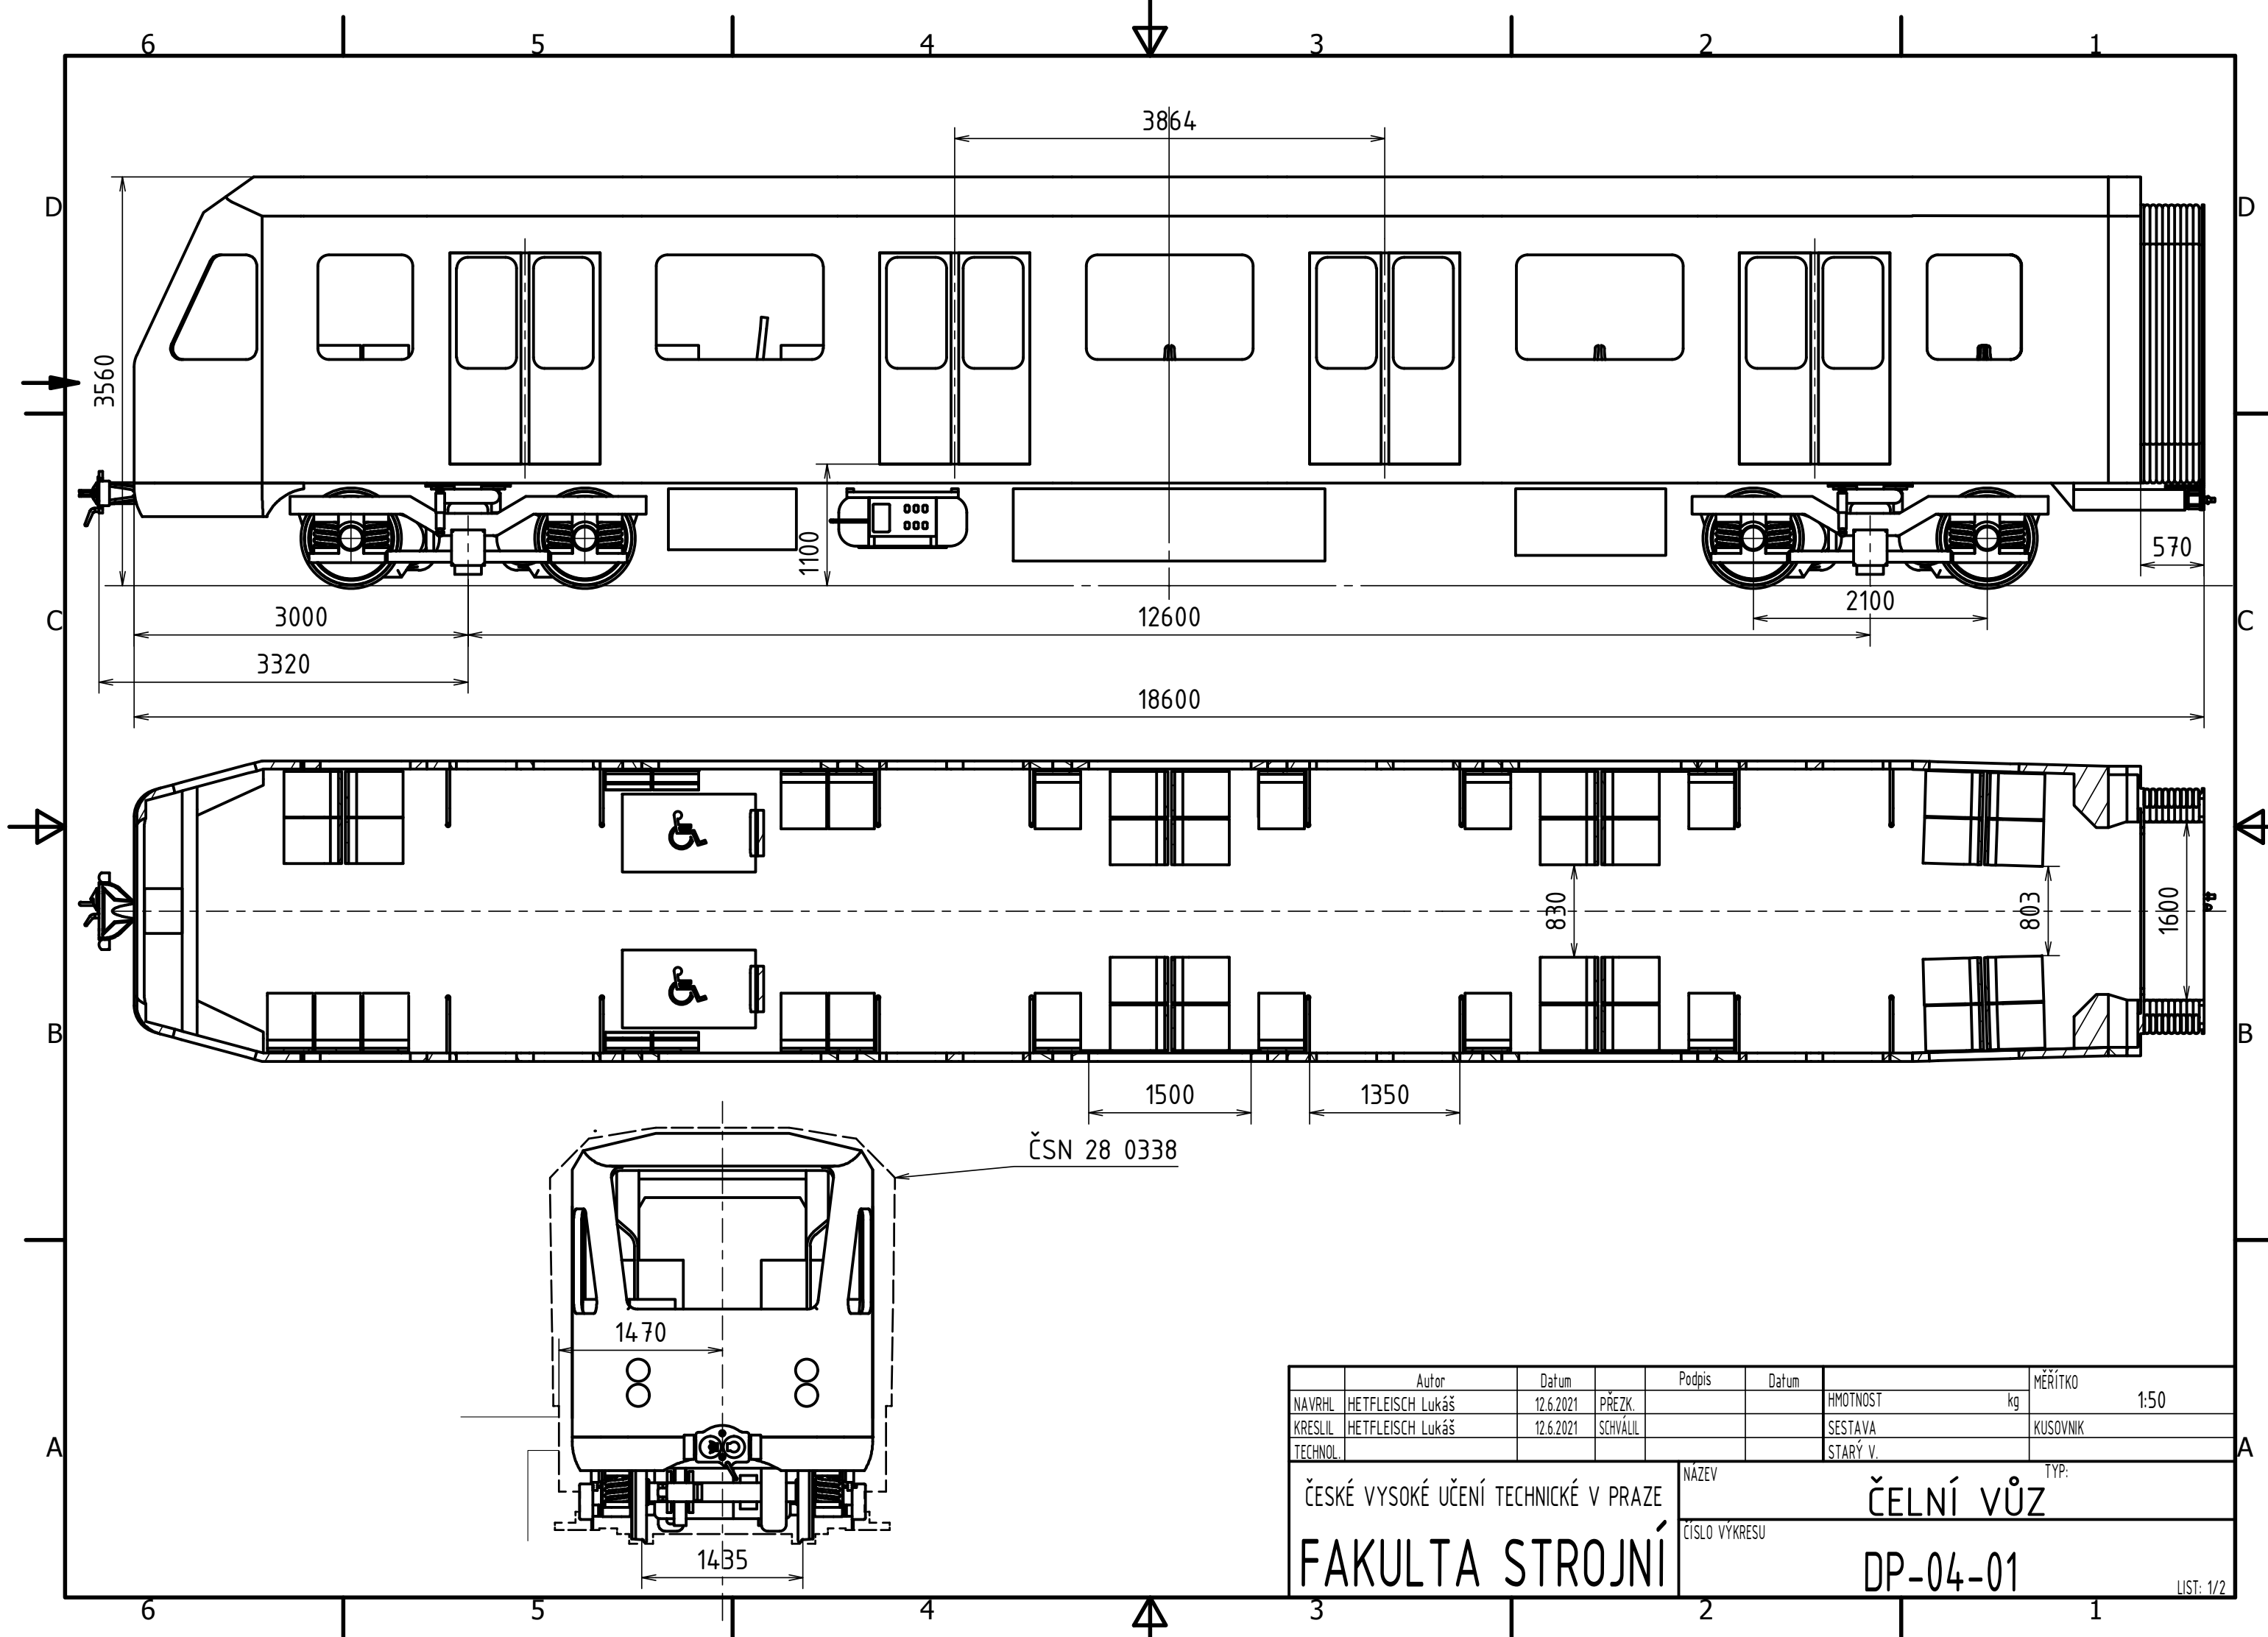 6 5 4 3 2 1
3864
D D
3560
1100
570
3000 12600 2100
C C
3320
18600
830 803 1600
B B
1500 1350
ČSN 28 0338
1470
1435
A A
Autor Datum Podpis Datum
NAVRHL HETFLEISCH Lukáš 12.6.2021 PŘEZK.
KRESLIL HETFLEISCH Lukáš 12.6.2021 SCHVÁLIL
TECHNOL.
HMOTNOST kg MĚŘÍTKO 1:50
SESTAVA KUSOVNIK
STARÝ V.
ČESKÉ VYSOKÉ UČENÍ TECHNICKÉ V PRAZE
FAKULTA STROJNÍ
NÁZEV TYP:
ČELNÍ VŮZ
ČÍSLO VÝKRESU
DP-04-01
LIST: 1/2
6 5 4 3 2 1